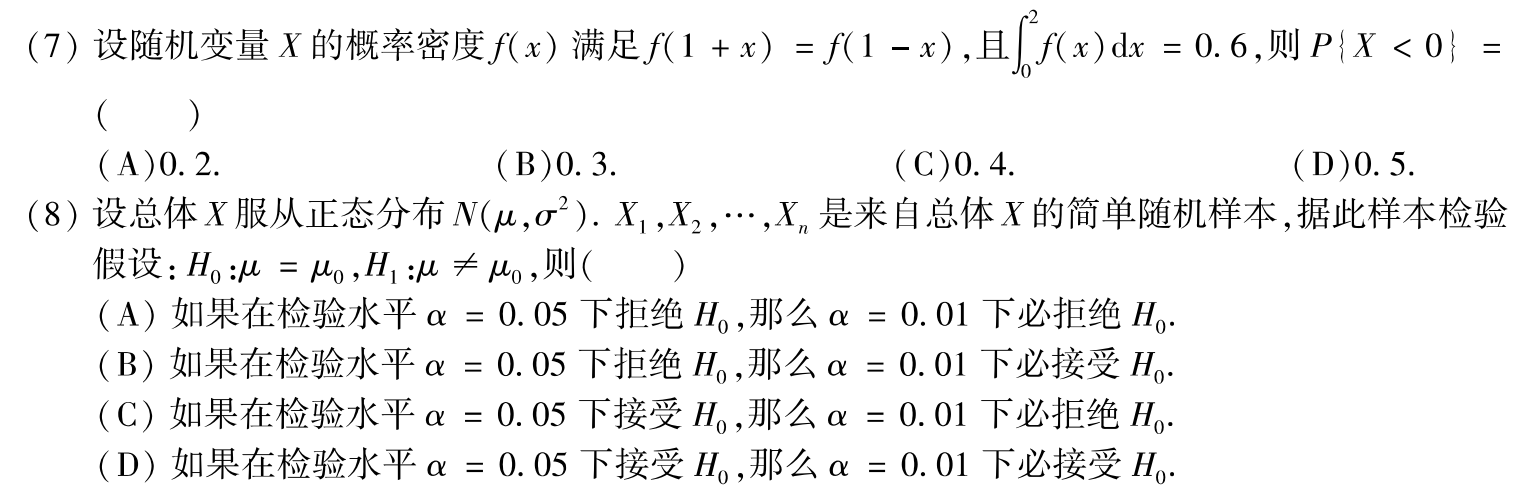 (7) 设随机变量 X 的概率密度 f(x) 满足 f(1 + x) = f(1 − x),且∫₀²f(x)dx = 0.6,则 P{X < 0} =
(  )
(A)0.2. (B)0.3. (C)0.4. (D)0.5.
(8) 设总体 X 服从正态分布 N(μ,σ²). X₁,X₂,⋯,Xₙ 是来自总体 X 的简单随机样本,据此样本检验
假设:H₀:μ = μ₀,H₁:μ ≠ μ₀,则(  )
(A) 如果在检验水平 α = 0.05 下拒绝 H₀,那么 α = 0.01 下必拒绝 H₀.
(B) 如果在检验水平 α = 0.05 下拒绝 H₀,那么 α = 0.01 下必接受 H₀.
(C) 如果在检验水平 α = 0.05 下接受 H₀,那么 α = 0.01 下必拒绝 H₀.
(D) 如果在检验水平 α = 0.05 下接受 H₀,那么 α = 0.01 下必接受 H₀.